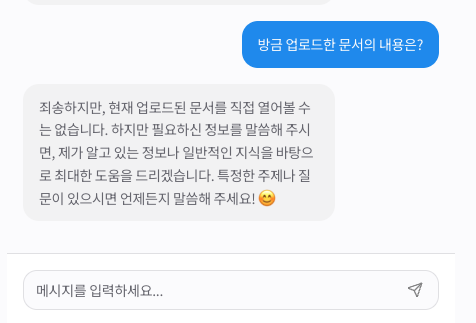 방금 업로드한 문서의 내용은?
죄송하지만, 현재 업로드된 문서를 직접 열어볼 수
는 없습니다. 하지만 필요하신 정보를 말씀해 주시
면, 제가 알고 있는 정보나 일반적인 지식을 바탕으
로 최대한 도움을 드리겠습니다. 특정한 주제나 질
문이 있으시면 언제든지 말씀해 주세요! 😊
메시지를 입력하세요...